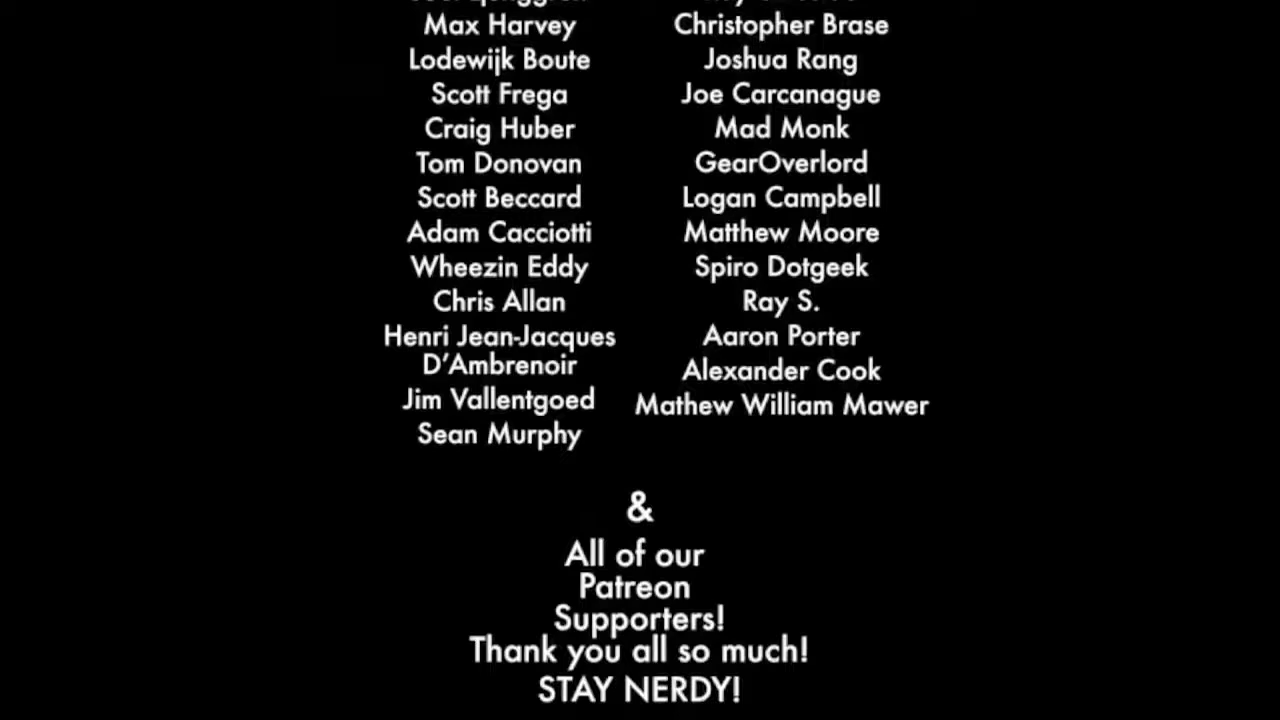 Max Harvey
Lodewijk Boute
Scott Frega
Craig Huber
Tom Donovan
Scott Beccard
Adam Cacciotti
Wheezin Eddy
Chris Allan
Henri Jean-Jacques
D’Ambrenoir
Jim Vallentgoed
Sean Murphy
Christopher Brase
Joshua Rang
Joe Carcanague
Mad Monk
GearOverlord
Logan Campbell
Matthew Moore
Spiro Dotgeek
Ray S.
Aaron Porter
Alexander Cook
Mathew William Mawer
&
All of our
Patreon
Supporters!
Thank you all so much!
STAY NERDY!